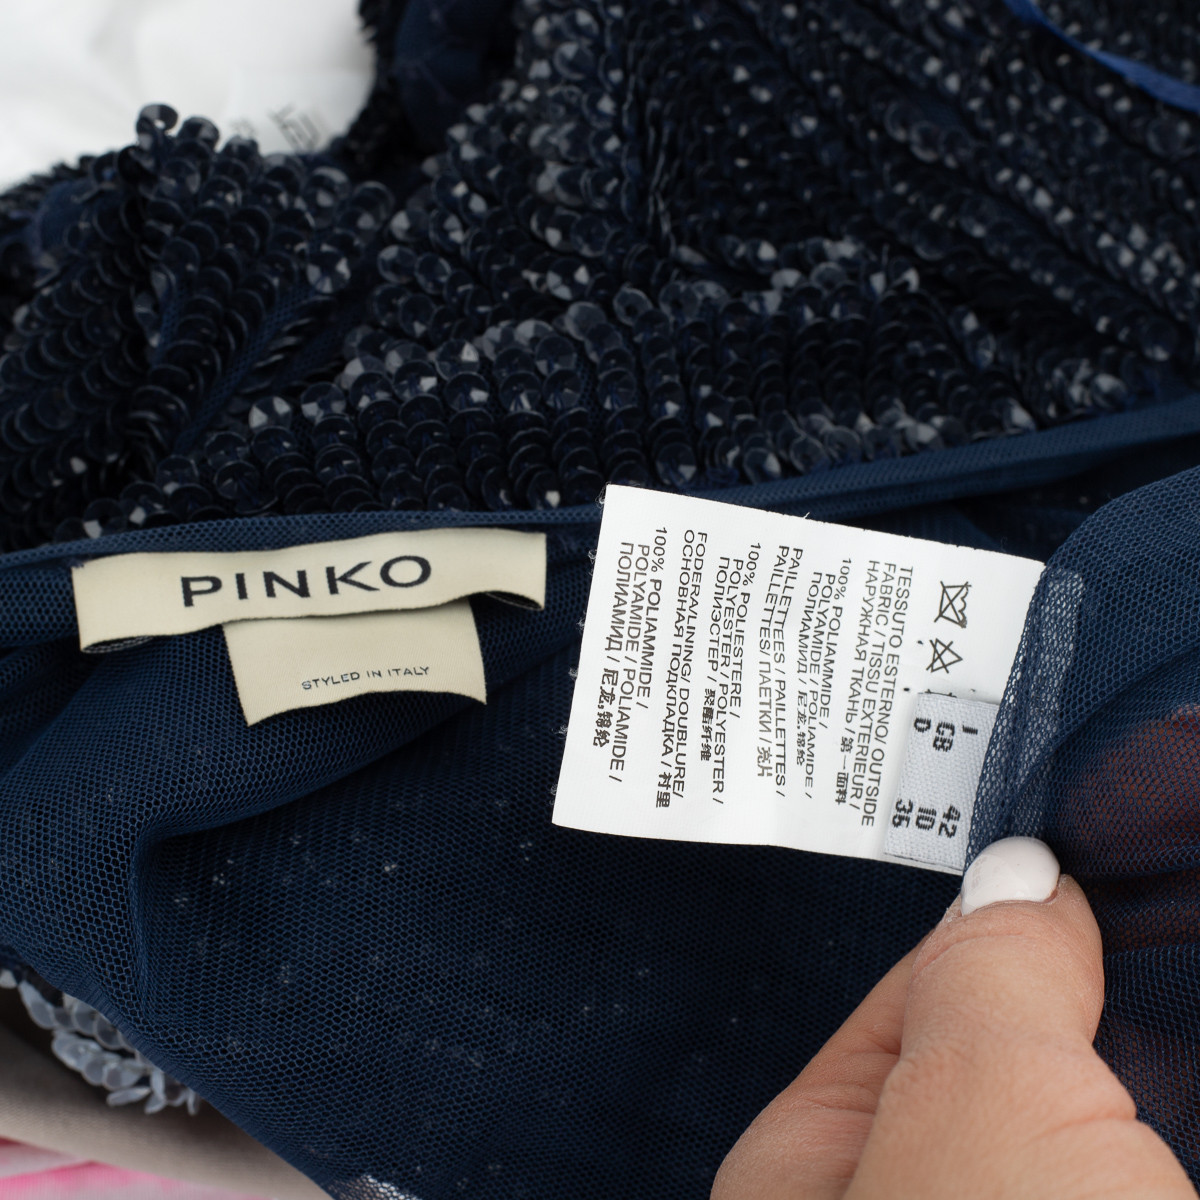 PINKO
STYLED IN ITALY
TESSUTO ESTERNO/ OUTSIDE
FABRIC / TISSU EXTERIEUR /
НАРУЖНАЯ ТКАНЬ / 第一面料
100% POLIAMMIDE /
POLYAMIDE / POLIAMIDE /
ПОЛИАМИД / 尼龙,锦纶
PAILLETTEES / PAILLETTES /
PAILLETTES/ ПАЕТКИ / 亮片
100% POLIESTERE /
POLYESTER / POLYESTER /
ПОЛИЭСТЕР / 聚酯纤维
FODERA/LINING/ DOUBLURE/
ОСНОВНАЯ ПОДКЛАДКА / 衬里
100% POLIAMMIDE /
POLYAMIDE / POLIAMIDE /
ПОЛИАМИД / 尼龙,锦纶
I 42
GB 10
D 36